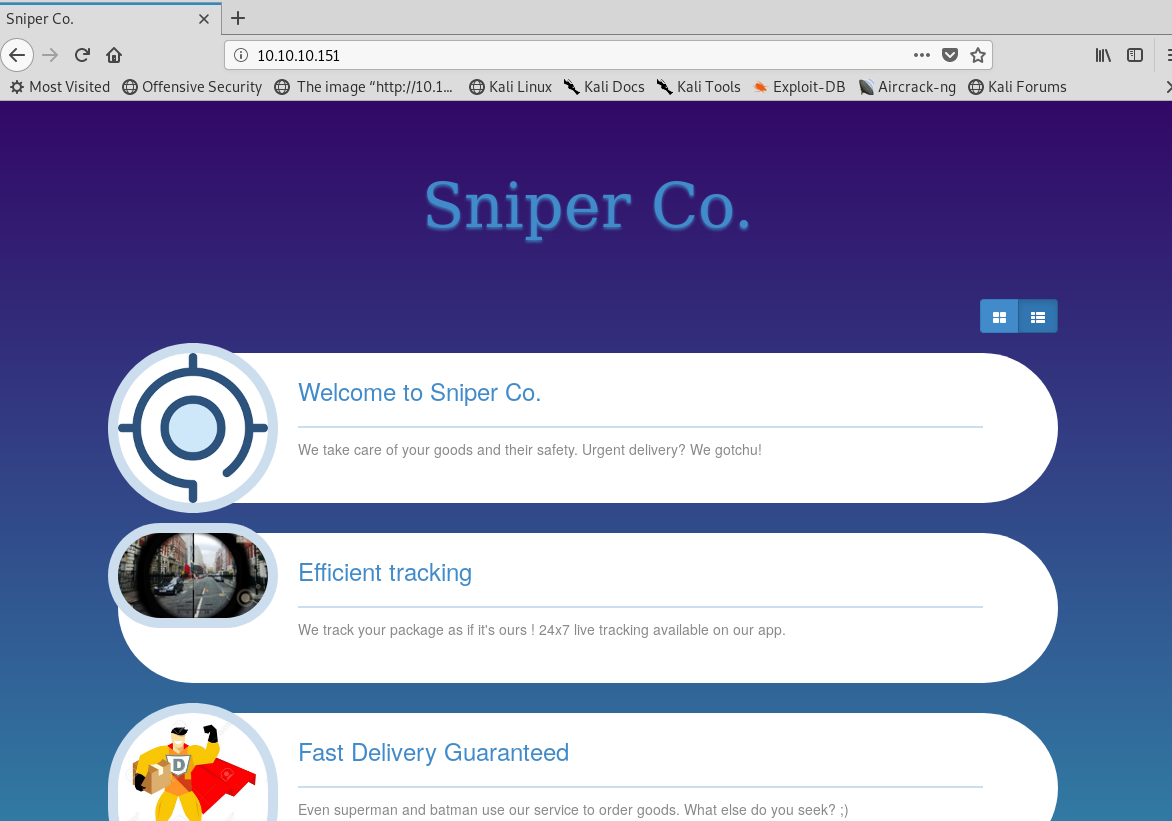 Sniper Co.
10.10.10.151
Most Visited Offensive Security The image “http://10.1... Kali Linux Kali Docs Kali Tools Exploit-DB Aircrack-ng Kali Forums
Sniper Co.
Welcome to Sniper Co.
We take care of your goods and their safety. Urgent delivery? We gotchu!
Efficient tracking
We track your package as if it's ours ! 24x7 live tracking available on our app.
D
Fast Delivery Guaranteed
Even superman and batman use our service to order goods. What else do you seek? ;)